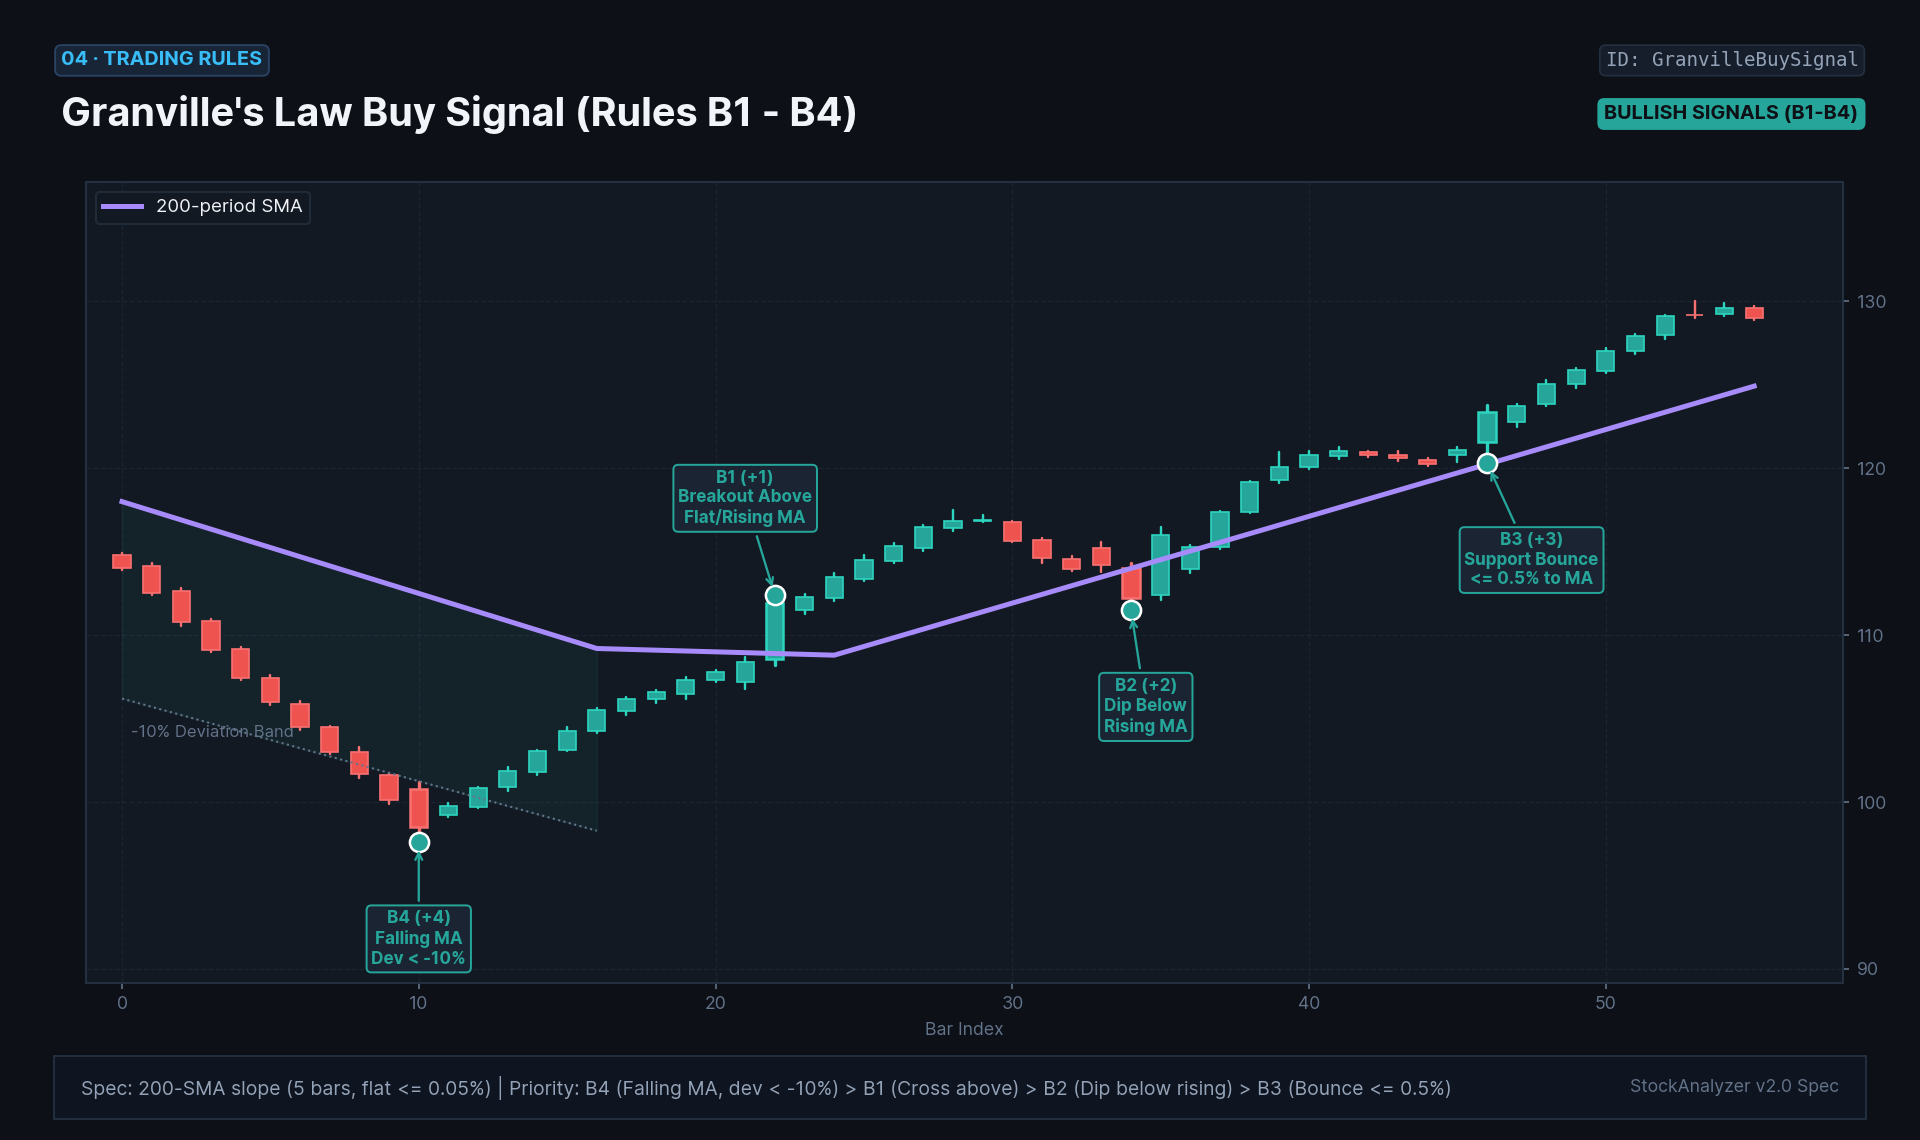 04 · TRADING RULES
ID: GranvilleBuySignal
Granville's Law Buy Signal (Rules B1 - B4)
BULLISH SIGNALS (B1-B4)
200-period SMA
130
B1 (+1)
Breakout Above
Flat/Rising MA
120
B3 (+3)
Support Bounce
<= 0.5% to MA
110
B2 (+2)
Dip Below
Rising MA
-10% Deviation Band
100
B4 (+4)
Falling MA
Dev < -10%
90
0 10 20 30 40 50
Bar Index
Spec: 200-SMA slope (5 bars, flat <= 0.05%) | Priority: B4 (Falling MA, dev < -10%) > B1 (Cross above) > B2 (Dip below rising) > B3 (Bounce <= 0.5%)
StockAnalyzer v2.0 Spec